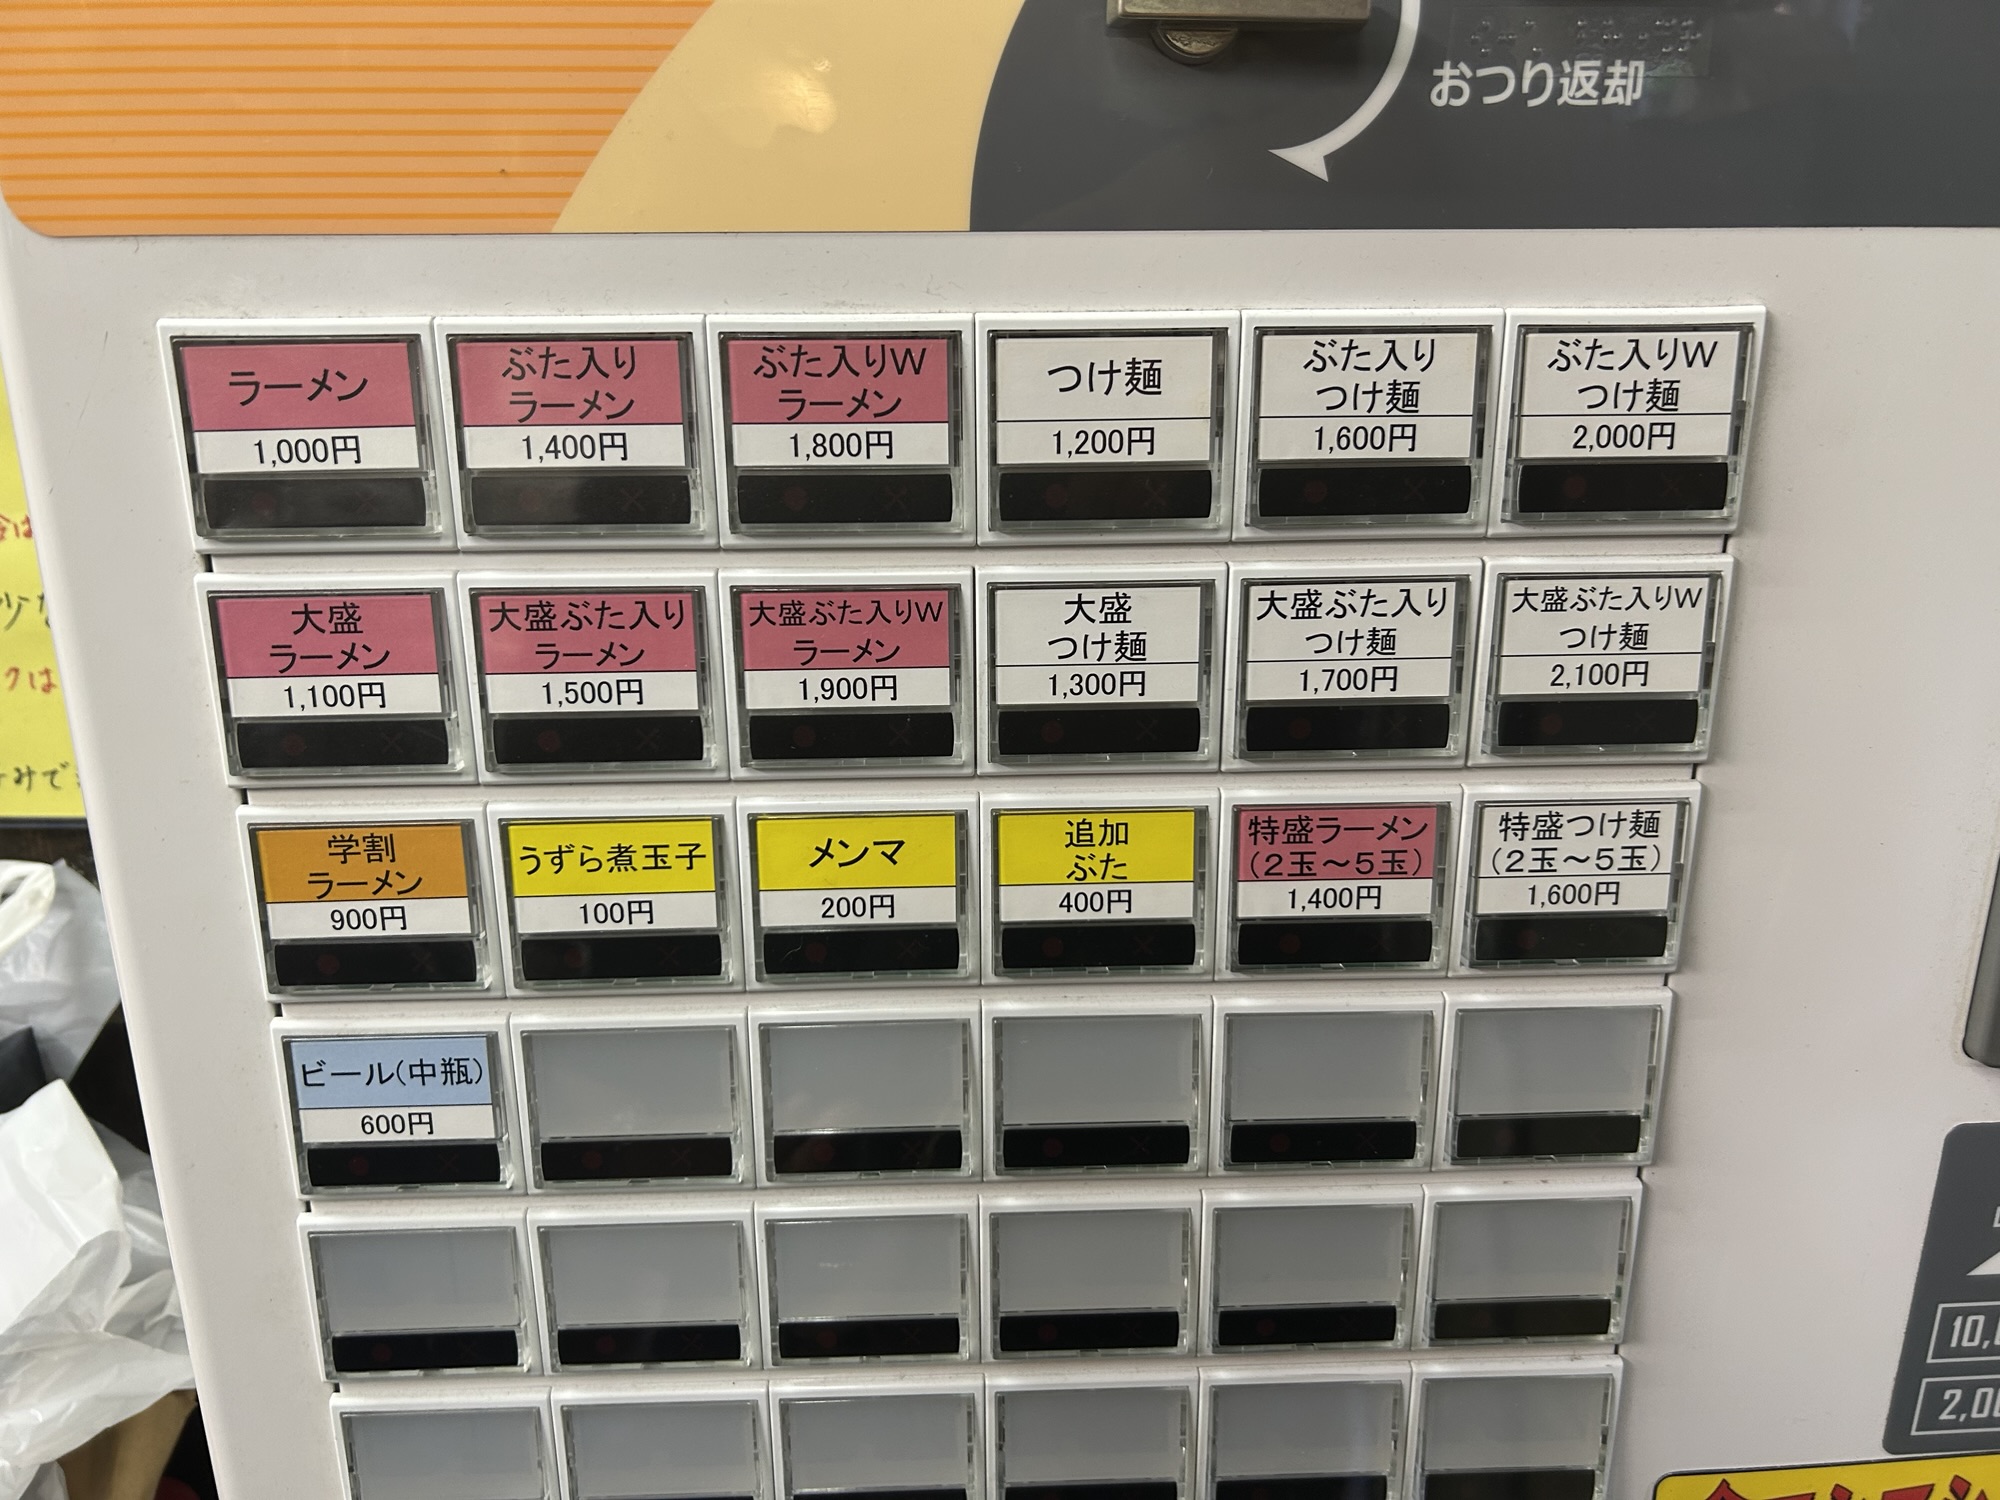 おつり返却
ラーメン
1,000円
ぶた入り
ラーメン
1,400円
ぶた入りW
ラーメン
1,800円
つけ麺
1,200円
ぶた入り
つけ麺
1,600円
ぶた入りW
つけ麺
2,000円
大盛
ラーメン
1,100円
大盛ぶた入り
ラーメン
1,500円
大盛ぶた入りW
ラーメン
1,900円
大盛
つけ麺
1,300円
大盛ぶた入り
つけ麺
1,700円
大盛ぶた入りW
つけ麺
2,100円
学割
ラーメン
900円
うずら煮玉子
100円
メンマ
200円
追加
ぶた
400円
特盛ラーメン
(2玉～5玉)
1,400円
特盛つけ麺
(2玉～5玉)
1,600円
ビール(中瓶)
600円